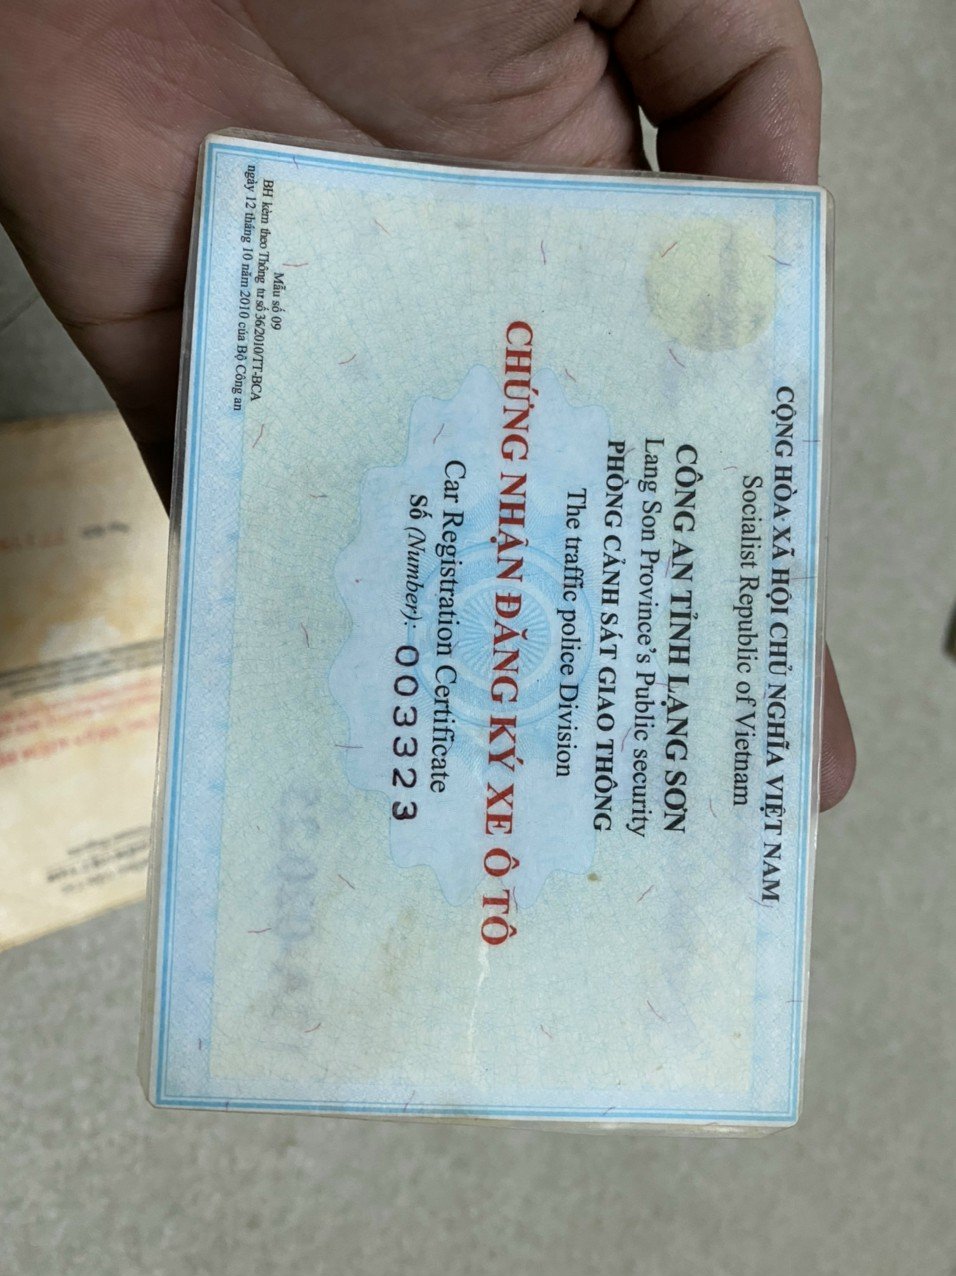 CỘNG HÒA XÃ HỘI CHỦ NGHĨA VIỆT NAM
Socialist Republic of Vietnam
CÔNG AN TỈNH LẠNG SƠN
Lang Son Province's Public security
PHÒNG CẢNH SÁT GIAO THÔNG
The traffic police Division
CHỨNG NHẬN ĐĂNG KÝ XE Ô TÔ
Car Registration Certificate
Số (Number): 003323
Mẫu số 09
BH kèm theo Thông tư số 36/2010/TT-BCA
ngày 12 tháng 10 năm 2010 của Bộ Công an